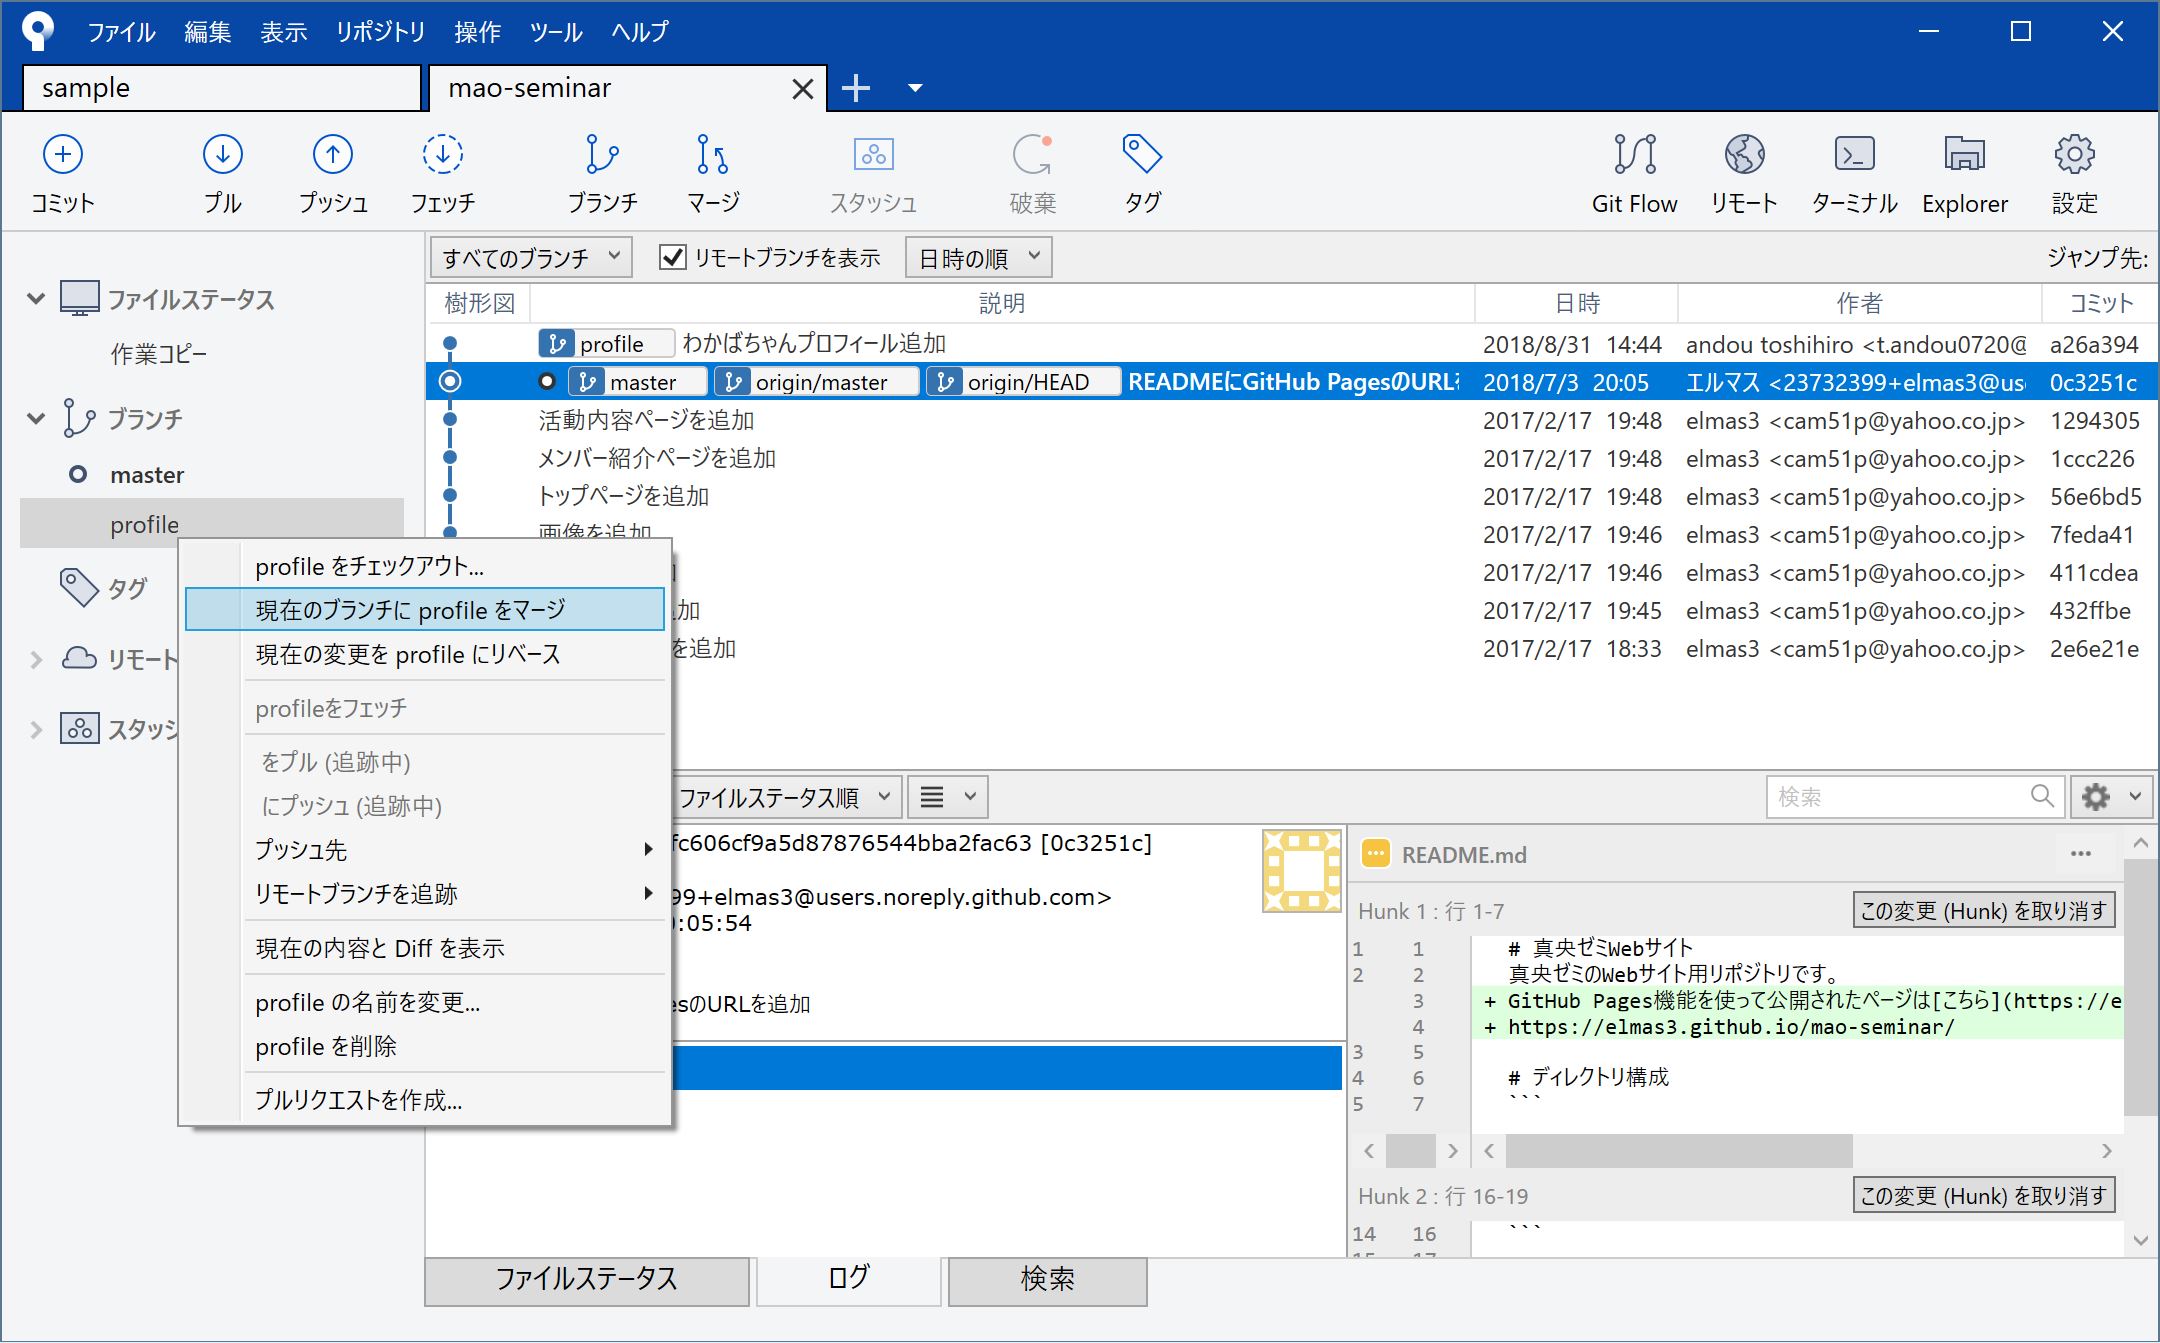 ファイル 編集 表示 リポジトリ 操作 ツール ヘルプ
sample
mao-seminar
コミット プル プッシュ フェッチ ブランチ マージ スタッシュ 破棄 タグ Git Flow リモート ターミナル Explorer 設定
すべてのブランチ リモートブランチを表示 日時の順 ジャンプ先:
樹形図 説明 日時 作者 コミット
profile わかばちゃんプロフィール追加 2018/8/31 14:44 andou toshihiro <t.andou0720@ a26a394
master origin/master origin/HEAD READMEにGitHub PagesのURLを 2018/7/3 20:05 エルマス <23732399+elmas3@us 0c3251c
活動内容ページを追加 2017/2/17 19:48 elmas3 <cam51p@yahoo.co.jp> 1294305
メンバー紹介ページを追加 2017/2/17 19:48 elmas3 <cam51p@yahoo.co.jp> 1ccc226
トップページを追加 2017/2/17 19:48 elmas3 <cam51p@yahoo.co.jp> 56e6bd5
画像を追加 2017/2/17 19:46 elmas3 <cam51p@yahoo.co.jp> 7feda41
2017/2/17 19:46 elmas3 <cam51p@yahoo.co.jp> 411cdea
加 2017/2/17 19:45 elmas3 <cam51p@yahoo.co.jp> 432ffbe
を追加 2017/2/17 18:33 elmas3 <cam51p@yahoo.co.jp> 2e6e21e
ファイルステータス
作業コピー
ブランチ
master
profile
タグ
リモート
スタッシ
profile をチェックアウト...
現在のブランチに profile をマージ
現在の変更を profile にリベース
profileをフェッチ
をプル (追跡中)
にプッシュ (追跡中)
プッシュ先
リモートブランチを追跡
現在の内容と Diff を表示
profile の名前を変更...
profile を削除
プルリクエストを作成...
ファイルステータス順
検索
fc606cf9a5d87876544bba2fac63 [0c3251c]
99+elmas3@users.noreply.github.com>
:05:54
esのURLを追加
README.md
Hunk 1 : 行 1-7 この変更 (Hunk) を取り消す
1 1 # 真央ゼミWebサイト
2 2 真央ゼミのWebサイト用リポジトリです。
3 + GitHub Pages機能を使って公開されたページは[こちら](https://e
4 + https://elmas3.github.io/mao-seminar/
3 5
4 6 # ディレクトリ構成
5 7 ```
Hunk 2 : 行 16-19 この変更 (Hunk) を取り消す
14 16 ```
15 17
ファイルステータス ログ 検索